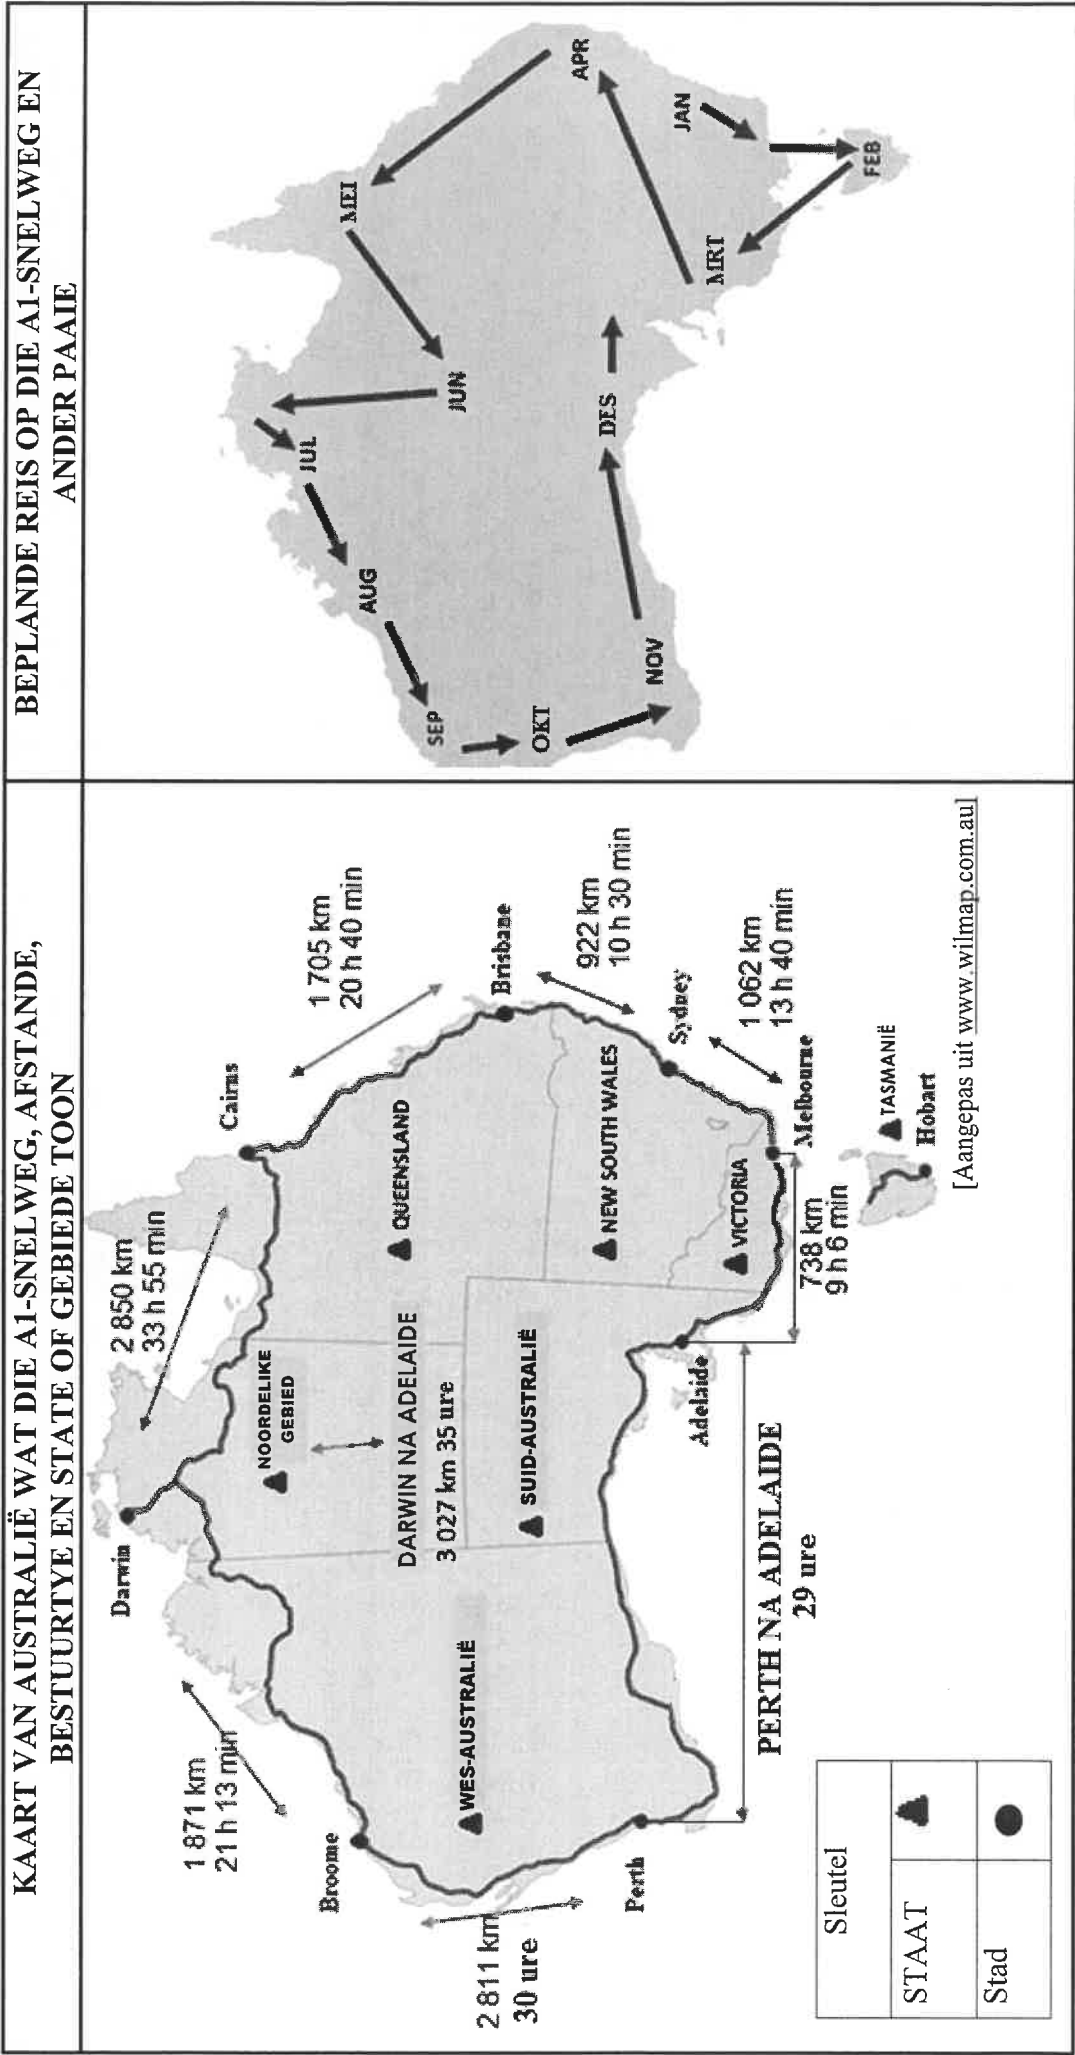 KAART VAN AUSTRALIË WAT DIE A1-SNELWEG, AFSTANDE,
BESTUURTYE EN STATE OF GEBIEDE TOON
Darwin
2 850 km
33 h 55 min
Cairns
1 705 km
20 h 40 min
1 871 km
21 h 13 min
NOORDELIKE
GEBIED
QUEENSLAND
Broome
DARWIN NA ADELAIDE
3 027 km 35 ure
Brisbane
WES-AUSTRALIË
SUID-AUSTRALIË
NEW SOUTH WALES
922 km
10 h 30 min
2 811 km
30 ure
Sydney
Perth
Adelaide
VICTORIA
1 062 km
13 h 40 min
PERTH NA ADELAIDE
29 ure
738 km
9 h 6 min
Melbourne
TASMANIË
Hobart
Sleutel
STAAT
Stad
[Aangepas uit www.wilmap.com.au]
BEPLANDE REIS OP DIE A1-SNELWEG EN
ANDER PAAIE
JAN
FEB
MRT
APR
MEI
JUN
JUL
AUG
SEP
OKT
NOV
DES